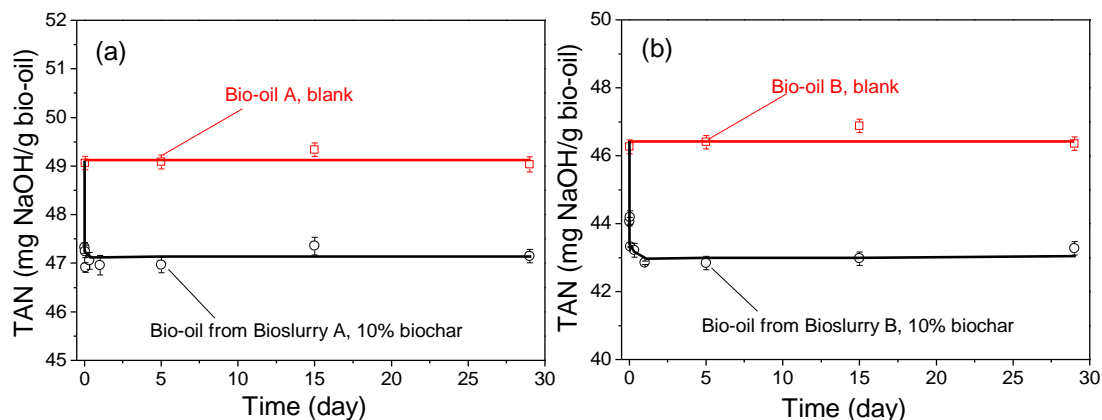 (a)
TAN (mg NaOH/g bio-oil)
52
51
50
49
48
47
46
45
Bio-oil A, blank
Bio-oil from Bioslurry A, 10% biochar
0 5 10 15 20 25 30
Time (day)
(b)
TAN (mg NaOH/g bio-oil)
50
48
46
44
42
40
Bio-oil B, blank
Bio-oil from Bioslurry B, 10% biochar
0 5 10 15 20 25 30
Time (day)